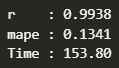 r    : 0.9938
mape : 0.1341
Time : 153.80